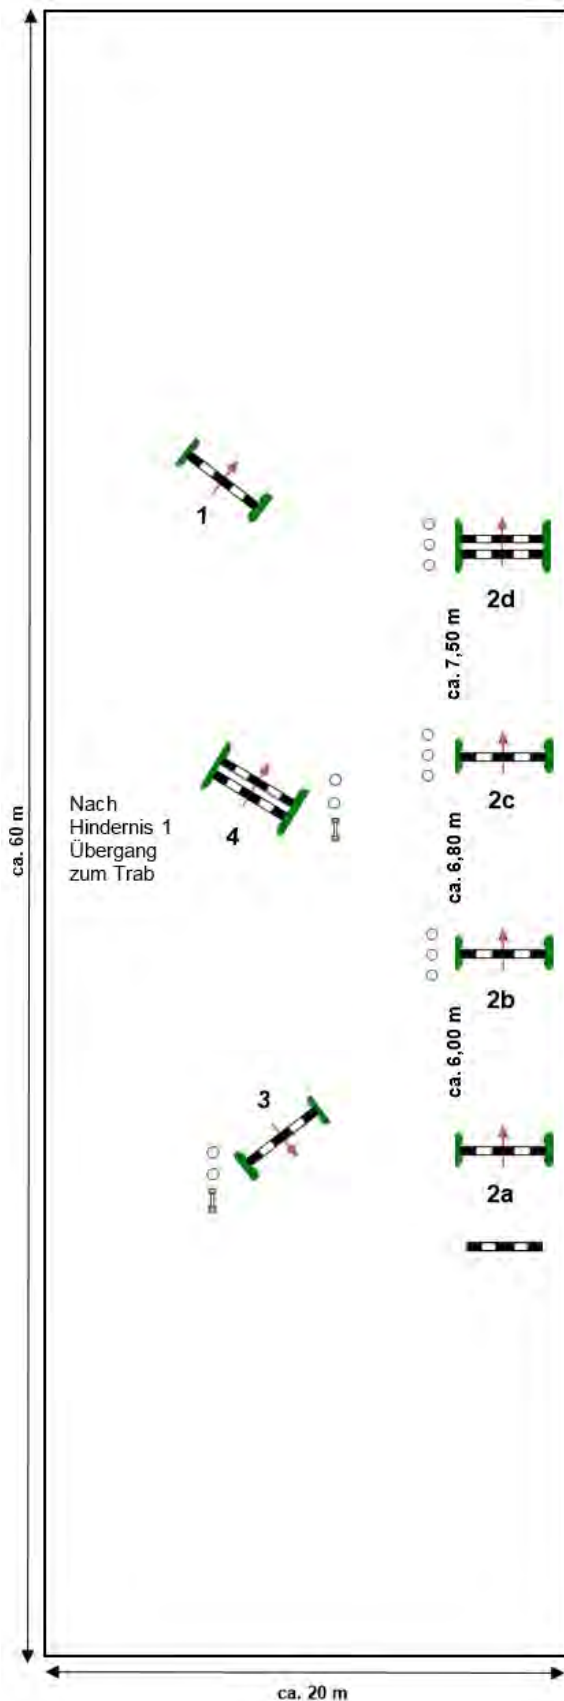 1
2d
ca. 7,50 m
2c
Nach
Hindernis 1
Übergang
zum Trab
4
ca. 60 m
ca. 6,80 m
2b
ca. 6,00 m
3
2a
ca. 20 m